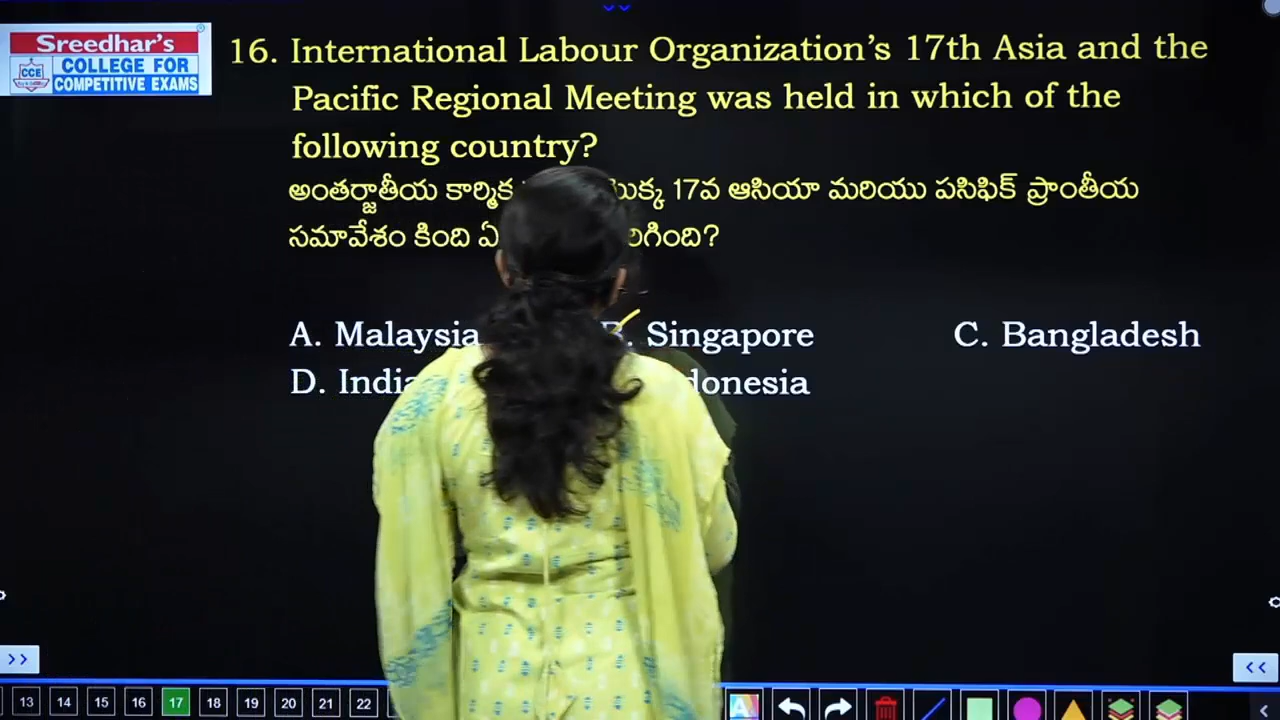 Sreedhar's
CCE
COLLEGE FOR
COMPETITIVE EXAMS
16. International Labour Organization's 17th Asia and the
Pacific Regional Meeting was held in which of the
following country?
అంతర్జాతీయ కార్మిక 17వ ఆసియా మరియు పసిఫిక్ ప్రాంతీయ
సమావేశం కింది
A. Malaysia B. Singapore C. Bangladesh
D. India
>> <<
13 14 15 16 17 18 19 20 21 22 A <